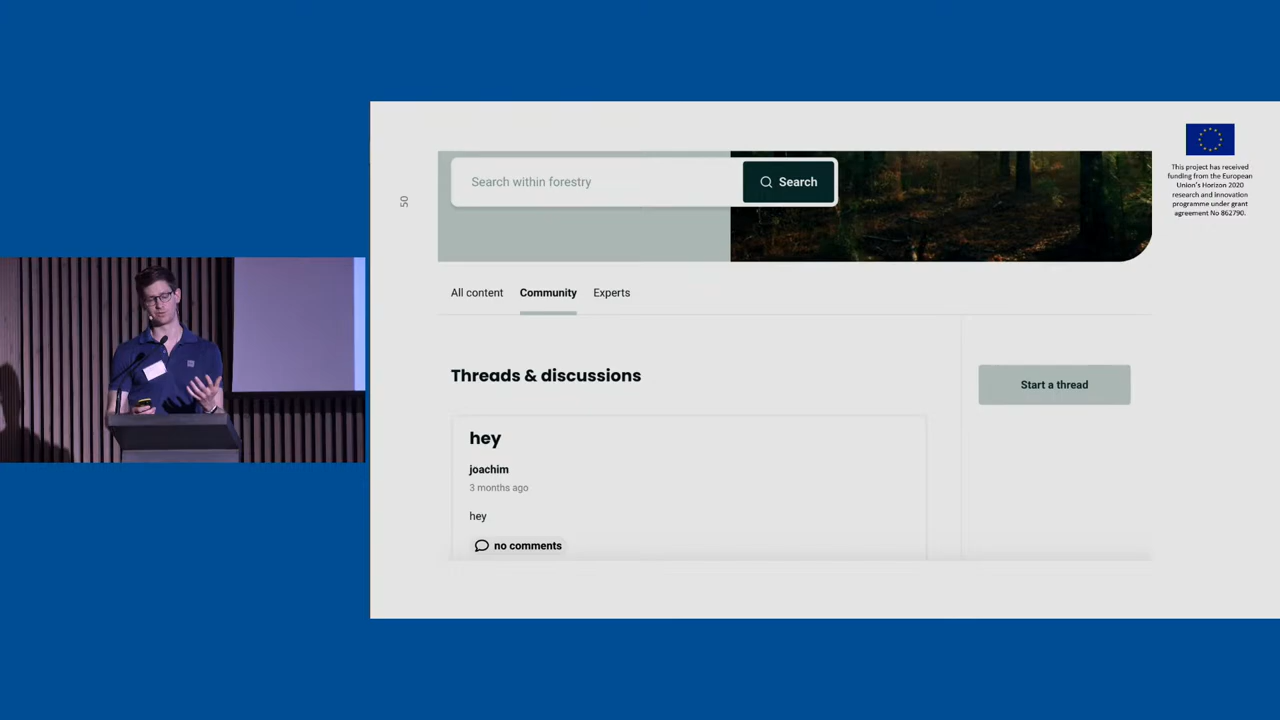 Search within forestry
Search
This project has received
funding from the European
Union's Horizon 2020
research and innovation
programme under grant
agreement No 862790.
50
All content
Community
Experts
Threads & discussions
Start a thread
hey
joachim
3 months ago
hey
no comments